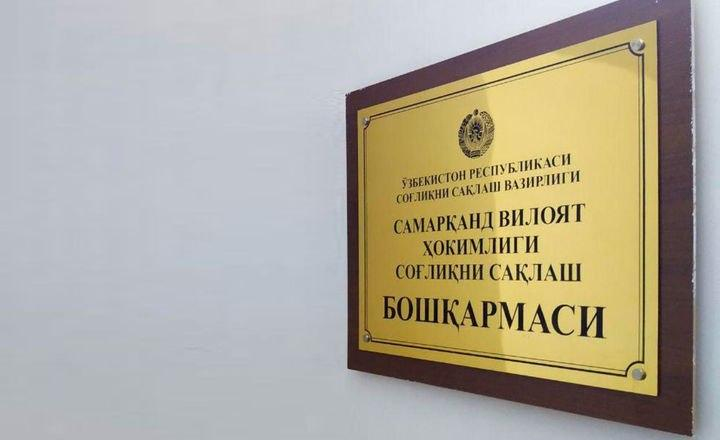 ЎЗБЕКИСТОН РЕСПУБЛИКАСИ
СОҒЛИҚНИ САҚЛАШ ВАЗИРЛИГИ
САМАРҚАНД ВИЛОЯТ
ҲОКИМЛИГИ
СОҒЛИҚНИ САҚЛАШ
БОШҚАРМАСИ